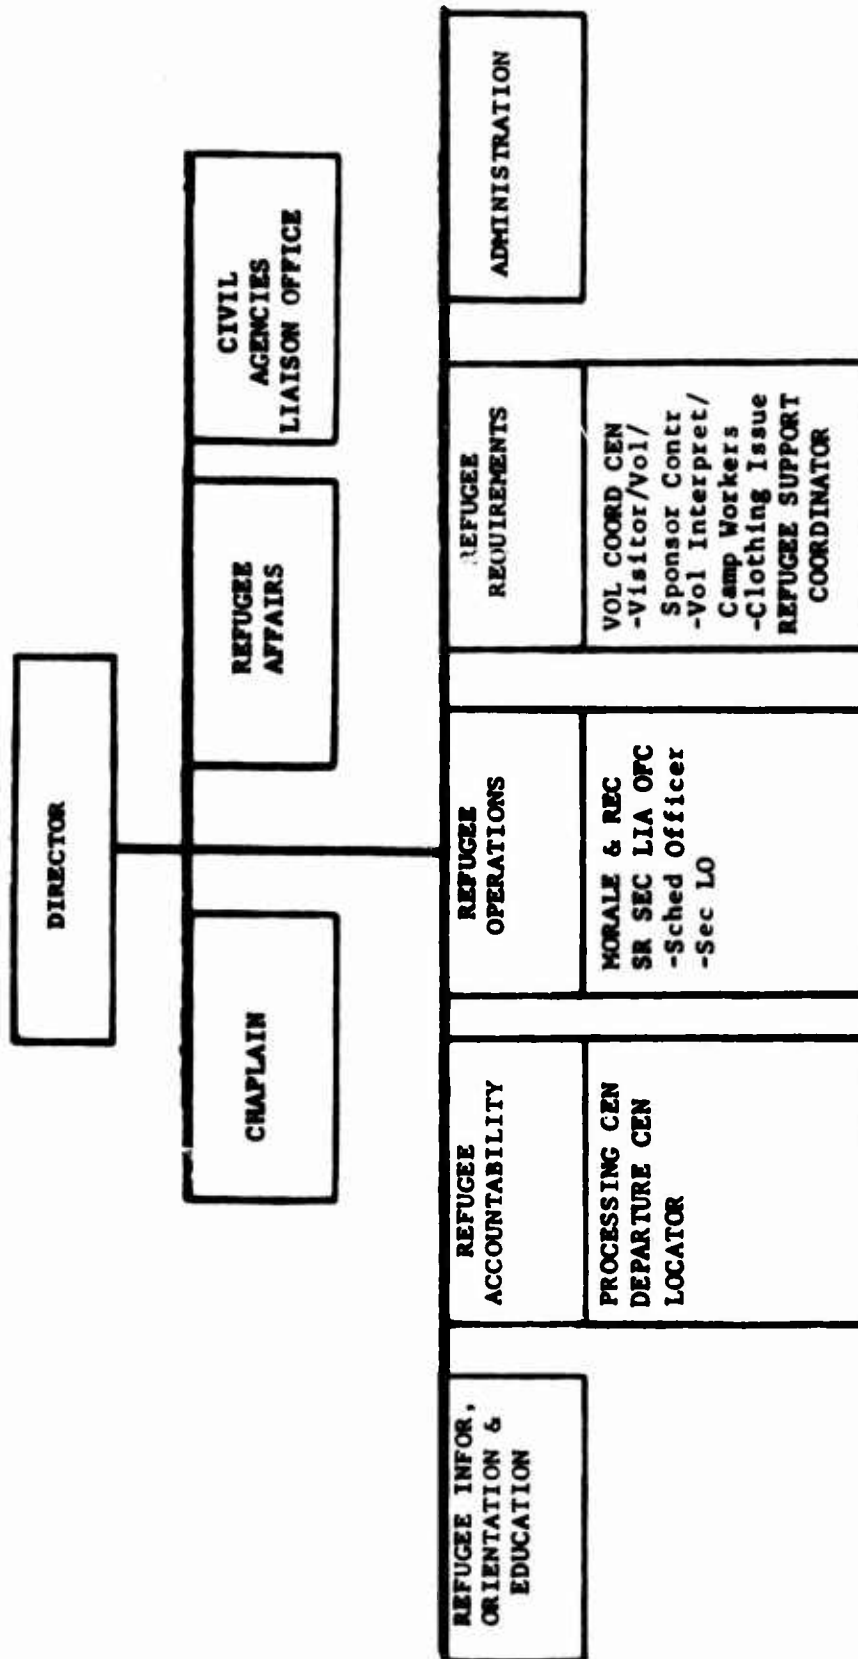 DIRECTOR
CHAPLAIN
REFUGEE
AFFAIRS
CIVIL
AGENCIES
LIAISON OFFICE
REFUGEE INFOR,
ORIENTATION &
EDUCATION
REFUGEE
ACCOUNTABILITY
PROCESSING CEN
DEPARTURE CEN
LOCATOR
REFUGEE
OPERATIONS
MORALE & REC
SR SEC LIA OFC
-Sched Officer
-Sec LO
REFUGEE
REQUIREMENTS
VOL COORD CEN
-Visitor/Vol/
Sponsor Contr
-Vol Interpret/
Camp Workers
-Clothing Issue
REFUGEE SUPPORT
COORDINATOR
ADMINISTRATION